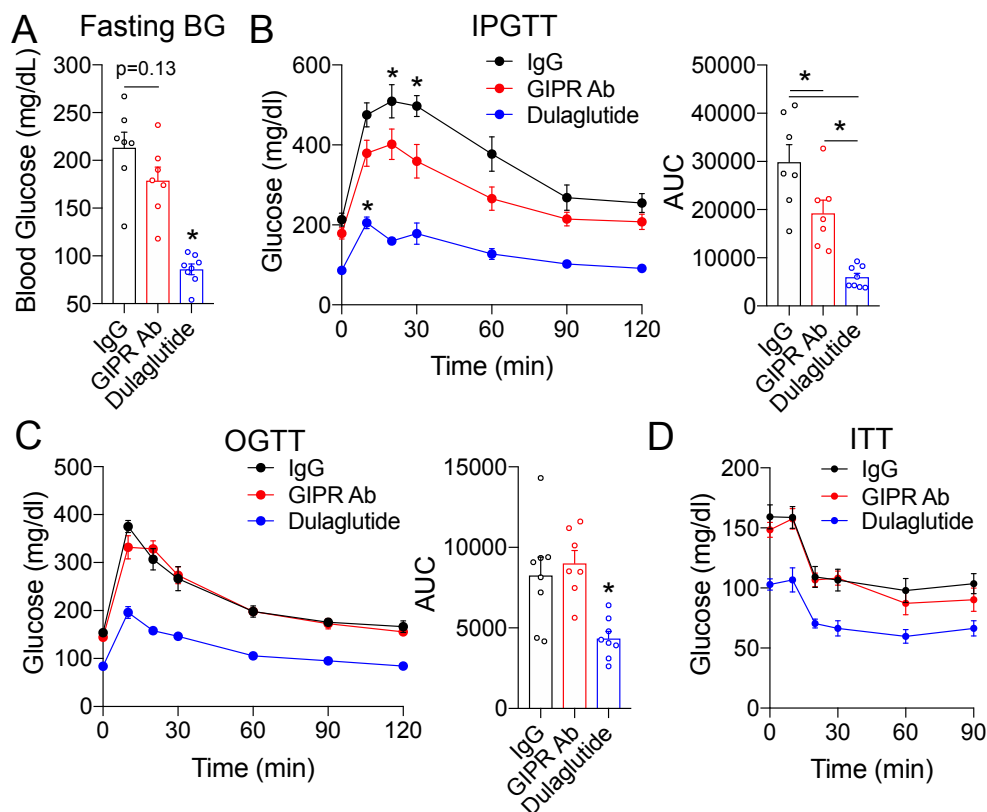 A
Fasting BG
Blood Glucose (mg/dL)
300
250
200
150
100
50
p=0.13
*
IgG
GIPR Ab
Dulaglutide
B
IPGTT
Glucose (mg/dl)
600
400
200
0
IgG
GIPR Ab
Dulaglutide
*
*
*
0
30
60
90
120
Time (min)
AUC
50000
40000
30000
20000
10000
0
*
*
IgG
GIPR Ab
Dulaglutide
C
OGTT
Glucose (mg/dl)
500
400
300
200
100
0
IgG
GIPR Ab
Dulaglutide
0
30
60
90
120
Time (min)
AUC
15000
10000
5000
0
*
IgG
GIPR Ab
Dulaglutide
D
ITT
Glucose (mg/dl)
200
150
100
50
0
IgG
GIPR Ab
Dulaglutide
0
30
60
90
Time (min)